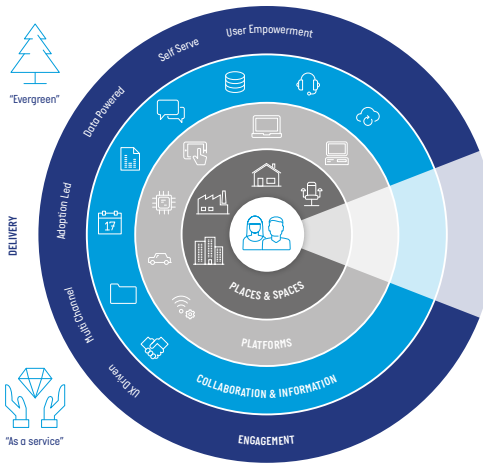 User Empowerment
Self Serve
Data Powered
Adoption Led
Multi Channel
UX Driven
"Evergreen"
DELIVERY
17
"As a service"
PLACES & SPACES
PLATFORMS
COLLABORATION & INFORMATION
ENGAGEMENT